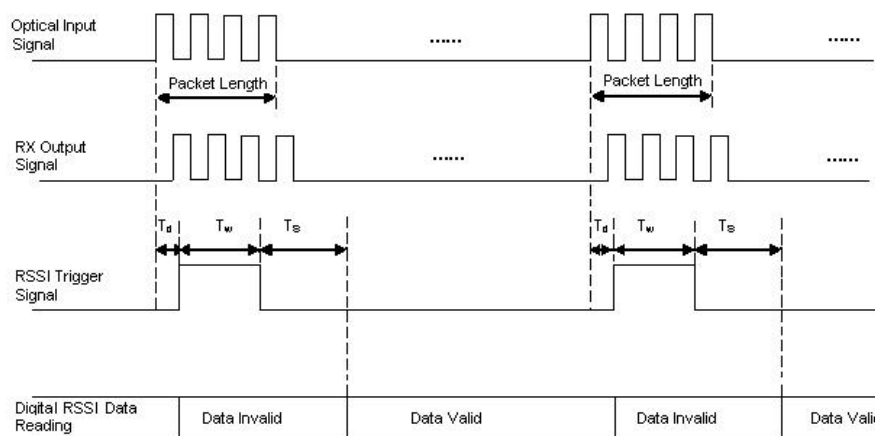 Optical Input
Signal
......
......
Packet Length
Packet Length
RX Output
Signal
......
......
Td
Tw
TS
Td
Tw
TS
RSSI Trigger
Signal
Digital RSSI Data
Reading
Data Invalid
Data Valid
Data Invalid
Data Valid